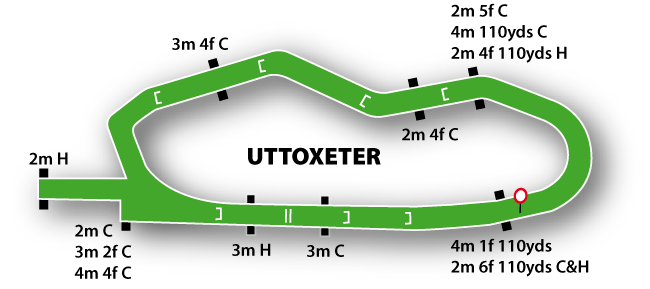 2m 5f C
4m 110yds C
2m 4f 110yds H
3m 4f C
2m 4f C
UTTOXETER
2m H
2m C
3m 2f C
4m 4f C
3m H
3m C
4m 1f 110yds
2m 6f 110yds C&H